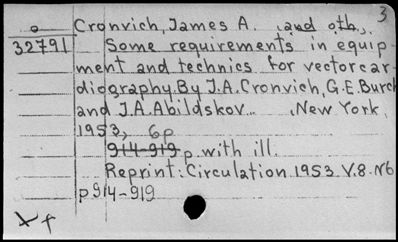 3
o Cronvich, James A. and oth.
32791 Some requirements in equip-
ment and technics for vectorcar-
diography. By J.A. Cronvich, G.E. Burch
and J.A. Abildskov... New York,
1953, 6p
914-919 p. with ill.
Reprint: Circulation. 1953. V.8. N6
p914-919